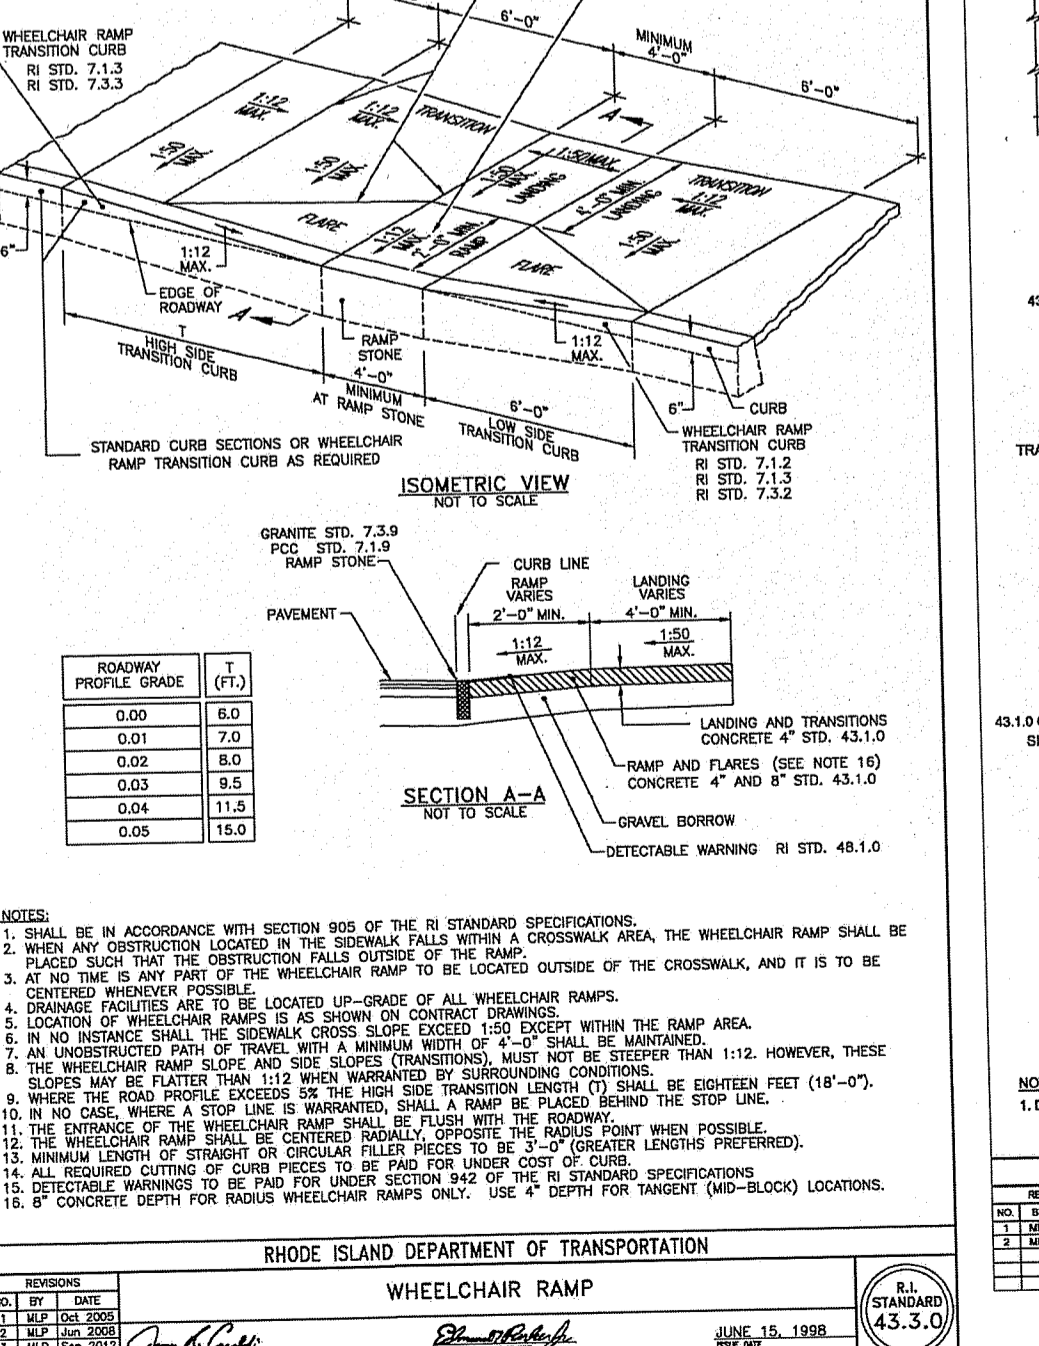 WHEELCHAIR RAMP
TRANSITION CURB
RI STD. 7.1.3
RI STD. 7.3.3
6'-0"
MINIMUM
4'-0"
6'-0"
1:12
MAX.
1:12
MAX.
TRANSITION
A
1:50
MAX.
1:50
MAX.
1:50 MAX.
1:50
MAX.
LANDING
4'-0" MIN.
LANDING
TRANSITION
1:12
MAX.
1:50
MAX.
FLARE
1:12
MAX.
2'-0" MIN.
RAMP
FLARE
6"
1:12
MAX.
EDGE OF
ROADWAY
A
RAMP
STONE
1:12
MAX.
T
HIGH SIDE
TRANSITION CURB
4'-0"
MINIMUM
AT RAMP STONE
6'-0"
LOW SIDE
TRANSITION CURB
6"
CURB
WHEELCHAIR RAMP
TRANSITION CURB
RI STD. 7.1.2
RI STD. 7.1.3
RI STD. 7.3.2
STANDARD CURB SECTIONS OR WHEELCHAIR
RAMP TRANSITION CURB AS REQUIRED
ISOMETRIC VIEW
NOT TO SCALE
GRANITE STD. 7.3.9
PCC STD. 7.1.9
RAMP STONE
CURB LINE
RAMP
VARIES
LANDING
VARIES
PAVEMENT
2'-0" MIN.
4'-0" MIN.
1:12
MAX.
1:50
MAX.
LANDING AND TRANSITIONS
CONCRETE 4" STD. 43.1.0
RAMP AND FLARES (SEE NOTE 16)
CONCRETE 4" AND 8" STD. 43.1.0
SECTION A-A
NOT TO SCALE
GRAVEL BORROW
DETECTABLE WARNING RI STD. 48.1.0
ROADWAY
PROFILE GRADE
T
(FT.)
0.00 6.0
0.01 7.0
0.02 8.0
0.03 9.5
0.04 11.5
0.05 15.0
NOTES:
1. SHALL BE IN ACCORDANCE WITH SECTION 905 OF THE RI STANDARD SPECIFICATIONS.
2. WHEN ANY OBSTRUCTION LOCATED IN THE SIDEWALK FALLS WITHIN A CROSSWALK AREA, THE WHEELCHAIR RAMP SHALL BE
PLACED SUCH THAT THE OBSTRUCTION FALLS OUTSIDE OF THE RAMP.
3. AT NO TIME IS ANY PART OF THE WHEELCHAIR RAMP TO BE LOCATED OUTSIDE OF THE CROSSWALK, AND IT IS TO BE
CENTERED WHENEVER POSSIBLE.
4. DRAINAGE FACILITIES ARE TO BE LOCATED UP-GRADE OF ALL WHEELCHAIR RAMPS.
5. LOCATION OF WHEELCHAIR RAMPS IS AS SHOWN ON CONTRACT DRAWINGS.
6. IN NO INSTANCE SHALL THE SIDEWALK CROSS SLOPE EXCEED 1:50 EXCEPT WITHIN THE RAMP AREA.
7. AN UNOBSTRUCTED PATH OF TRAVEL WITH A MINIMUM WIDTH OF 4'-0" SHALL BE MAINTAINED.
8. THE WHEELCHAIR RAMP SLOPE AND SIDE SLOPES (TRANSITIONS), MUST NOT BE STEEPER THAN 1:12. HOWEVER, THESE
SLOPES MAY BE FLATTER THAN 1:12 WHEN WARRANTED BY SURROUNDING CONDITIONS.
9. WHERE THE ROAD PROFILE EXCEEDS 5% THE HIGH SIDE TRANSITION LENGTH (T) SHALL BE EIGHTEEN FEET (18'-0").
10. IN NO CASE, WHERE A STOP LINE IS WARRANTED, SHALL A RAMP BE PLACED BEHIND THE STOP LINE.
11. THE ENTRANCE OF THE WHEELCHAIR RAMP SHALL BE FLUSH WITH THE ROADWAY.
12. THE WHEELCHAIR RAMP SHALL BE CENTERED RADIALLY, OPPOSITE THE RADIUS POINT WHEN POSSIBLE.
13. MINIMUM LENGTH OF STRAIGHT OR CIRCULAR FILLER PIECES TO BE 3'-0" (GREATER LENGTHS PREFERRED).
14. ALL REQUIRED CUTTING OF CURB PIECES TO BE PAID FOR UNDER COST OF CURB.
15. DETECTABLE WARNINGS TO BE PAID FOR UNDER SECTION 942 OF THE RI STANDARD SPECIFICATIONS
16. 8" CONCRETE DEPTH FOR RADIUS WHEELCHAIR RAMPS ONLY. USE 4" DEPTH FOR TANGENT (MID-BLOCK) LOCATIONS.
RHODE ISLAND DEPARTMENT OF TRANSPORTATION
REVISIONS
O. BY DATE
1 MLP Oct 2005
2 MLP Jun 2008
WHEELCHAIR RAMP
JUNE 15, 1998
ISSUE DATE
R.I.
STANDARD
43.3.0
43.1.0
1.
NO. B
1
2